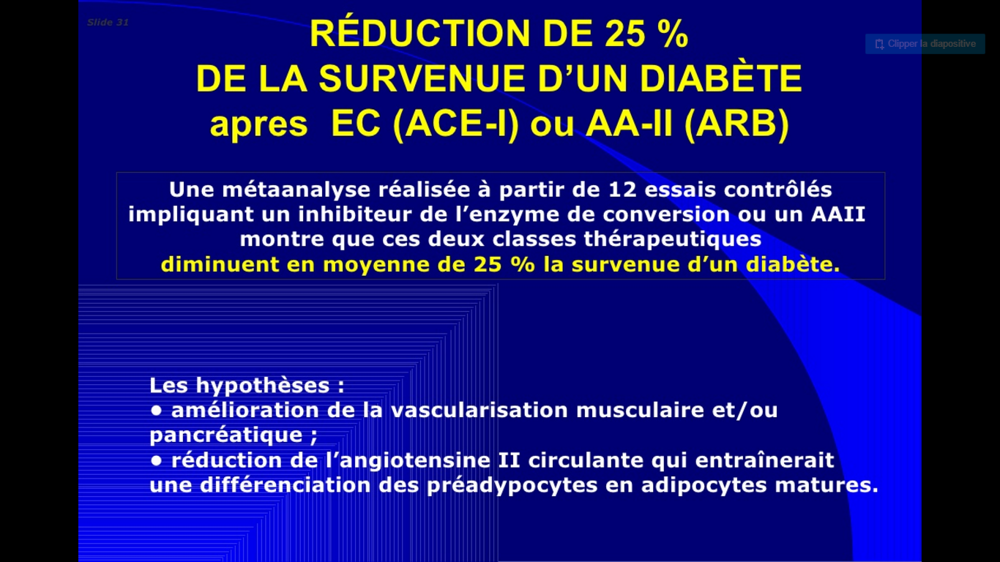 Slide 31
RÉDUCTION DE 25 %
DE LA SURVENUE D’UN DIABÈTE
apres EC (ACE-I) ou AA-II (ARB)
Clipper la diapositive
Une métaanalyse réalisée à partir de 12 essais contrôlés
impliquant un inhibiteur de l’enzyme de conversion ou un AAII
montre que ces deux classes thérapeutiques
diminuent en moyenne de 25 % la survenue d’un diabète.
Les hypothèses :
• amélioration de la vascularisation musculaire et/ou
pancréatique ;
• réduction de l’angiotensine II circulante qui entraînerait
une différenciation des préadypocytes en adipocytes matures.